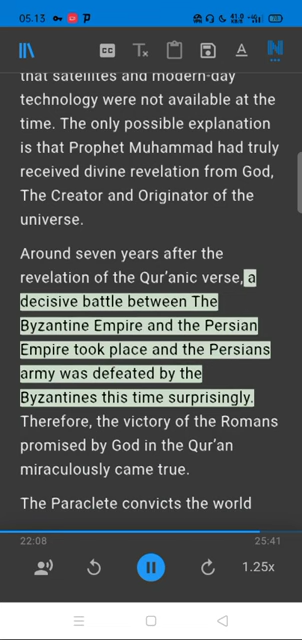 05.13
CC
that satellites and modern-day
technology were not available at the
time. The only possible explanation
is that Prophet Muhammad had truly
received divine revelation from God,
The Creator and Originator of the
universe.
Around seven years after the
revelation of the Qur'anic verse, a
decisive battle between The
Byzantine Empire and the Persian
Empire took place and the Persians
army was defeated by the
Byzantines this time surprisingly.
Therefore, the victory of the Romans
promised by God in the Qur'an
miraculously came true.
The Paraclete convicts the world
22:08 25:41
1.25x